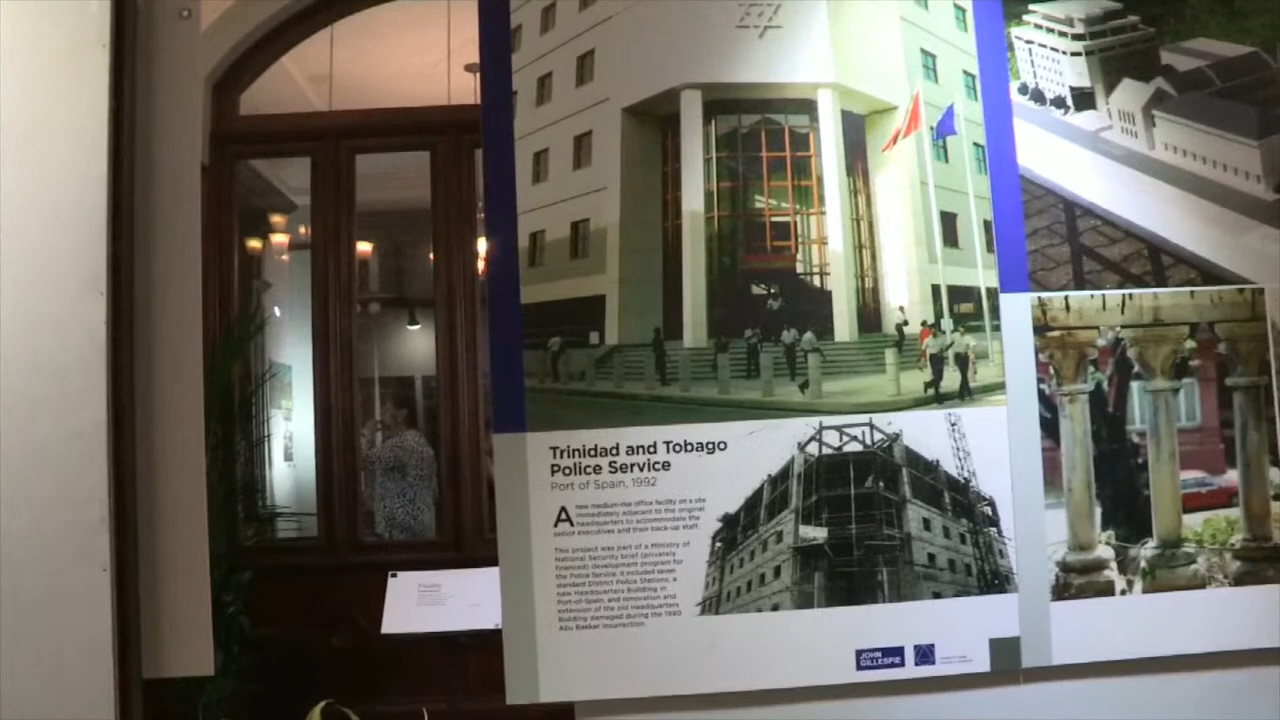 Trinidad and Tobago
Police Service
Port of Spain, 1992
A new medium-rise office facility on a site
immediately adjacent to the original
headquarters to accommodate the
senior executives and their back-up staff.
This project was part of a Ministry of
National Security brief (privately
financed) development program for
the Police Service; it included seven
standard District Police Stations, a
new Headquarters Building in
Port-of-Spain, and renovation and
extension of the old Headquarters
Building damaged during the 1990
Abu Bakker insurrection.
JOHN
GILLESPIE